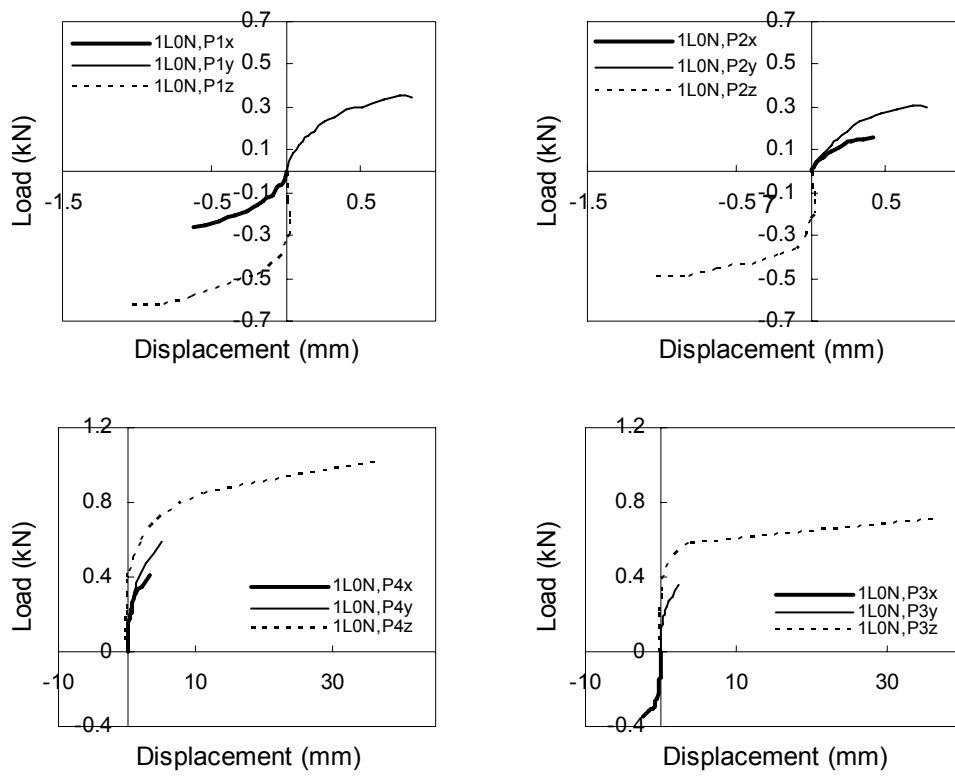 0.7
1L0N,P1x
1L0N,P1y
1L0N,P1z
0.5
0.3
0.1
-0.1
-0.3
-0.5
-0.7
-1.5
-0.5
0.5
Load (kN)
Displacement (mm)
0.7
1L0N,P2x
1L0N,P2y
1L0N,P2z
0.5
0.3
0.1
-0.1
-0.3
-0.5
-0.7
-1.5
-0.5
7
0.5
Load (kN)
Displacement (mm)
1.2
0.8
0.4
0
-0.4
-10
10
30
1L0N,P4x
1L0N,P4y
1L0N,P4z
Load (kN)
Displacement (mm)
1.2
0.8
0.4
0
-0.4
-10
10
30
1L0N,P3x
1L0N,P3y
1L0N,P3z
Load (kN)
Displacement (mm)